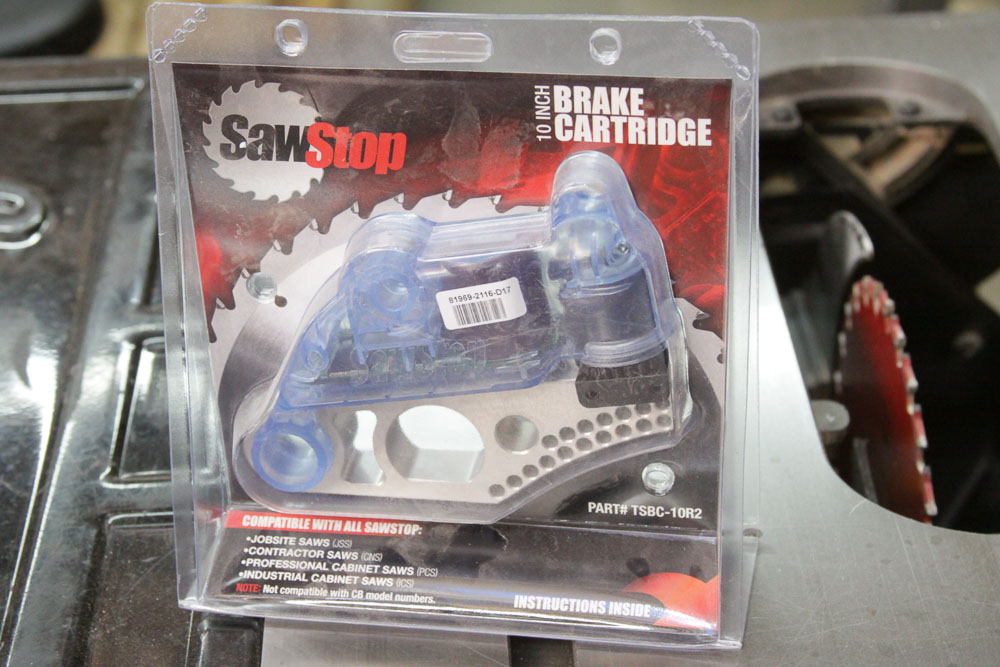 SawStop
10 INCH
BRAKE
CARTRIDGE
81969-2116-D17
PART# TSBC-10R2
COMPATIBLE WITH ALL SAWSTOP:
•JOBSITE SAWS (JSS)
•CONTRACTOR SAWS (CNS)
•PROFESSIONAL CABINET SAWS (PCS)
•INDUSTRIAL CABINET SAWS (ICS)
NOTE: Not compatible with CB model numbers.
INSTRUCTIONS INSIDE